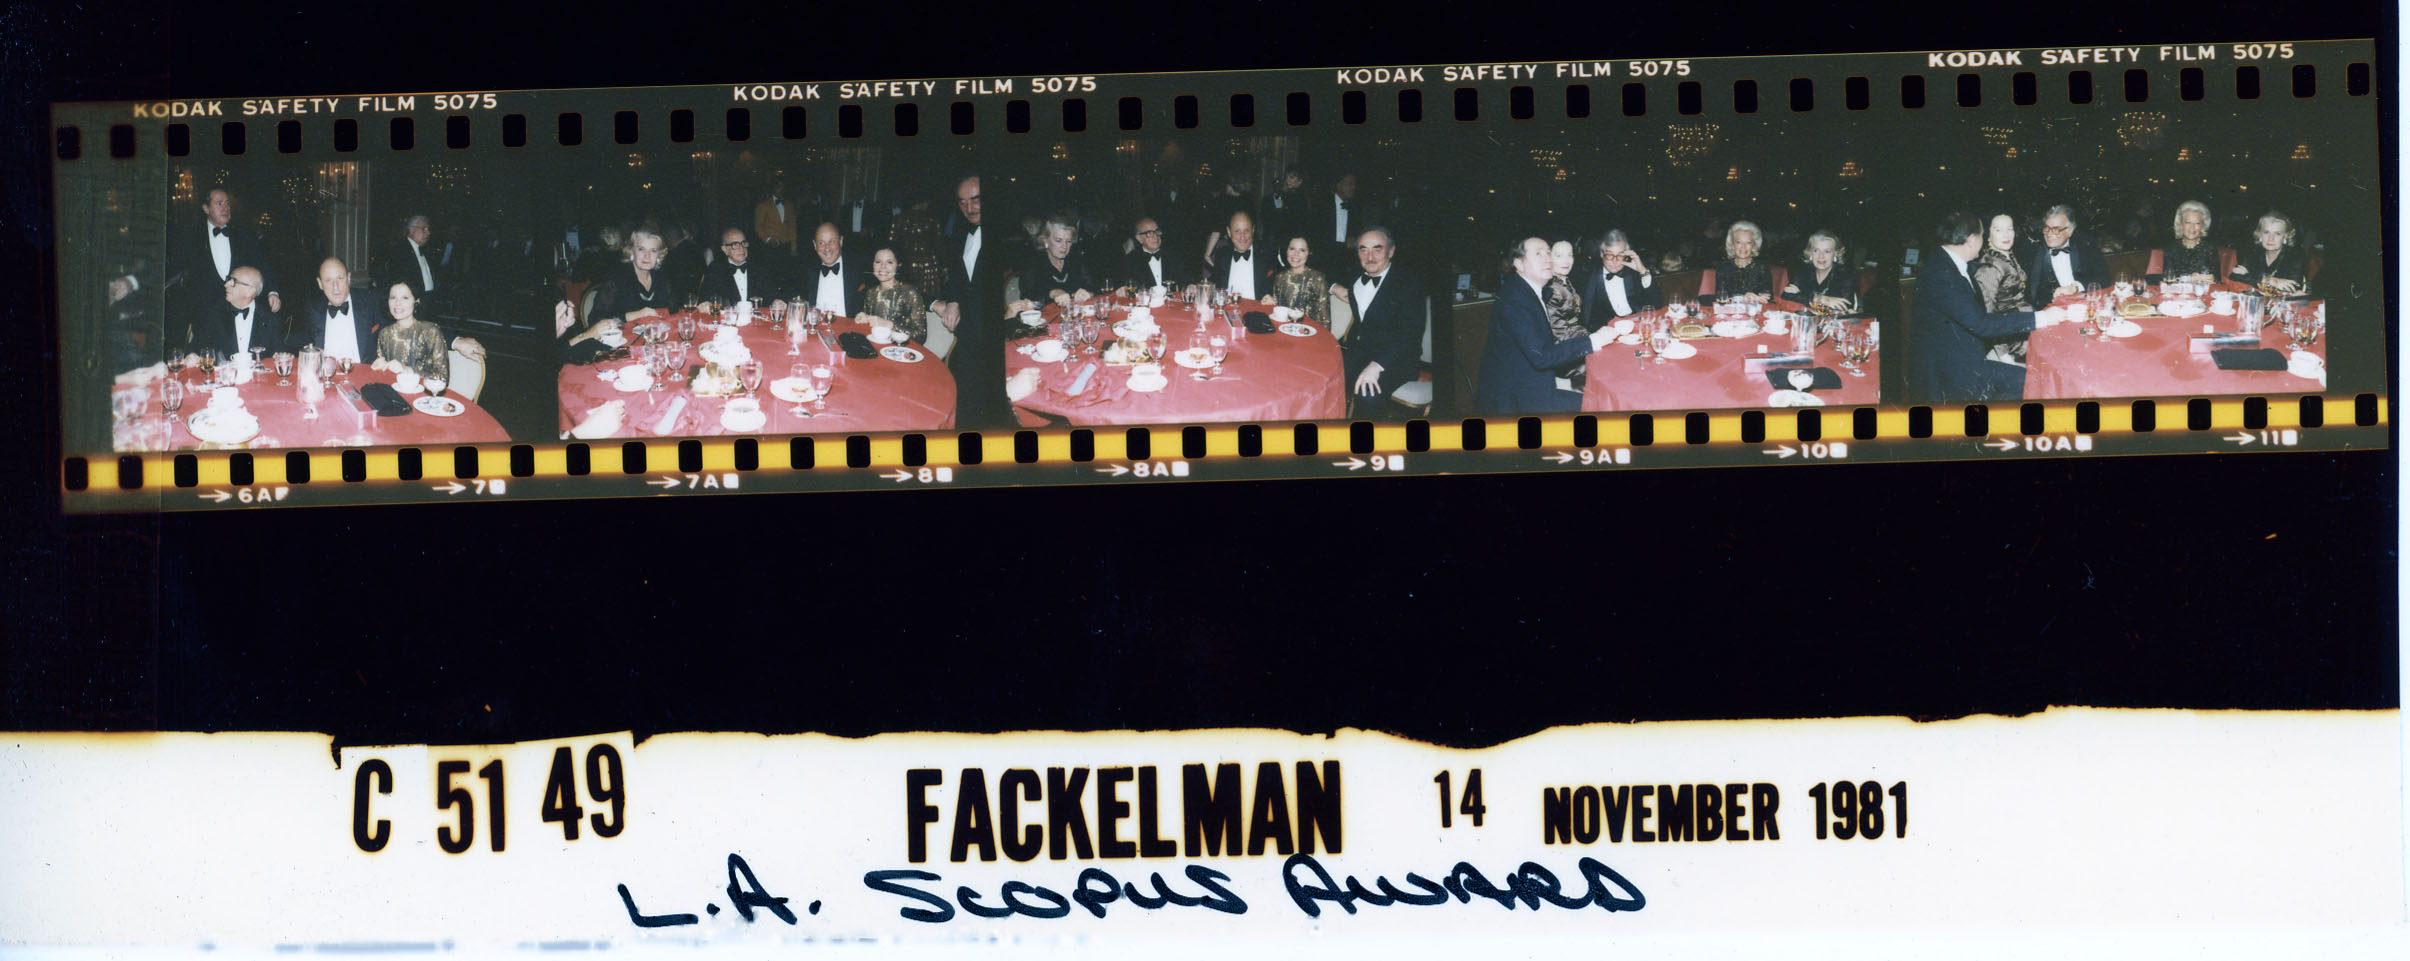 KODAK SAFETY FILM 5075 KODAK SAFETY FILM 5075 KODAK SAFETY FILM 5075 KODAK SAFETY FILM 5075
→6A →7 →7A →8 →8A →9 →9A →10 →10A →11
C 51 49 FACKELMAN 14 NOVEMBER 1981
L.A. SCOPUS AWARD